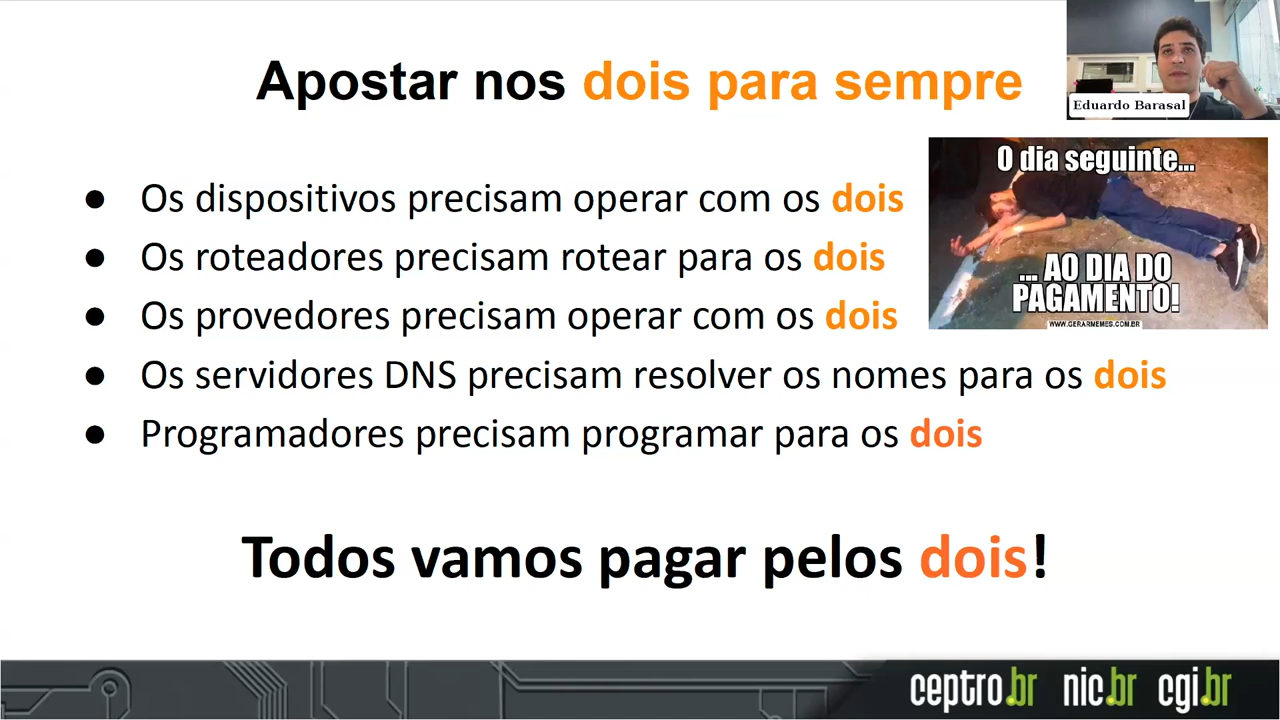 Apostar nos dois para sempre
Eduardo Barasal
O dia seguinte...
... AO DIA DO
PAGAMENTO!
WWW.GERARMEMES.COM.BR
● Os dispositivos precisam operar com os dois
● Os roteadores precisam rotear para os dois
● Os provedores precisam operar com os dois
● Os servidores DNS precisam resolver os nomes para os dois
● Programadores precisam programar para os dois
Todos vamos pagar pelos dois!
ceptro.br nic.br cgi.br